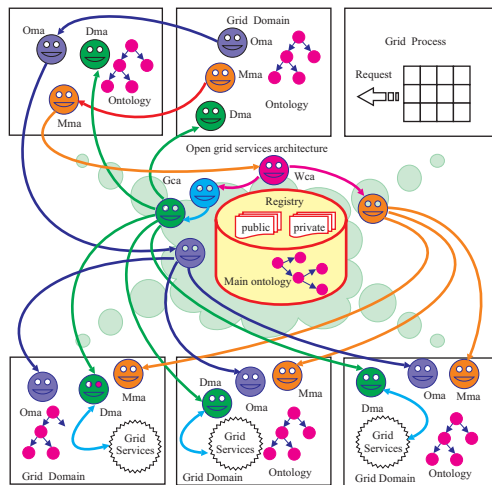 Oma
Dma
Ontology
Mma
Grid Domain
Oma
Mma
Ontology
Dma
Grid Process
Request
Open grid services architecture
Gca
Wca
Registry
public
private
Main ontology
Oma
Dma
Mma
Grid
Services
Grid Domain
Dma
Oma
Mma
Grid
Services
Grid Domain
Ontology
Dma
Oma
Mma
Grid
Services
Grid Domain
Ontology